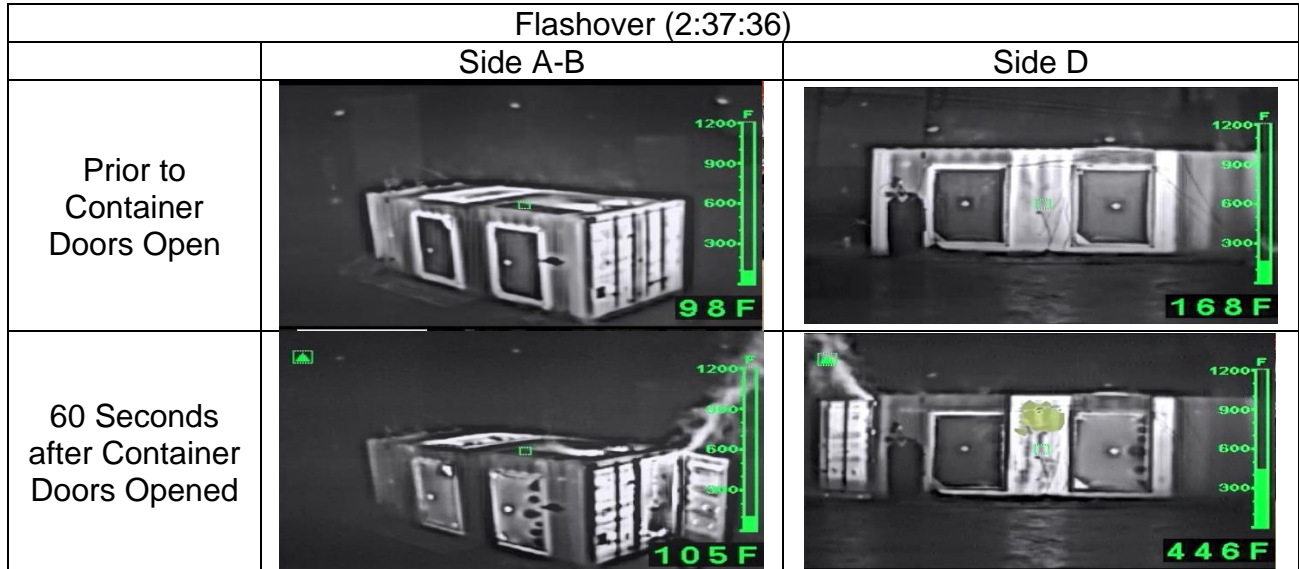 Flashover (2:37:36)
Side A-B
Side D
Prior to
Container
Doors Open
F
1200
900
600
300
98F
F
1200
900
600
300
168F
60 Seconds
after Container
Doors Opened
F
1200
900
600
300
105F
F
1200
900
600
300
446F